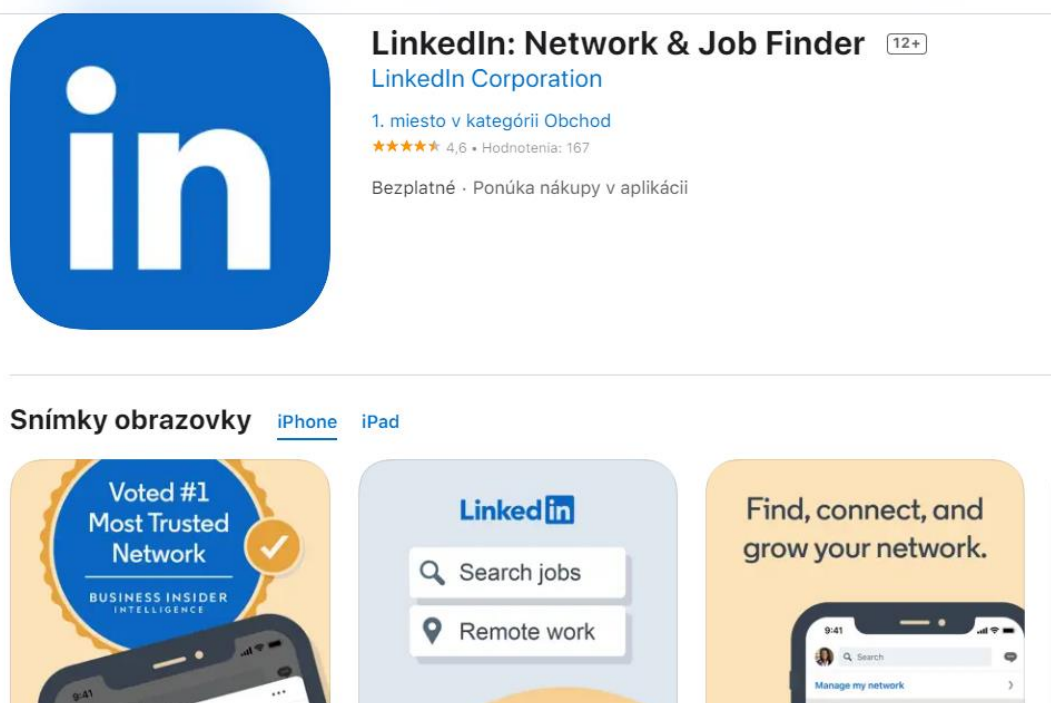 in
LinkedIn: Network & Job Finder 12+
LinkedIn Corporation
1. miesto v kategórii Obchod
4,6 • Hodnotenia: 167
Bezplatné · Ponúka nákupy v aplikácii
Snímky obrazovky iPhone iPad
Voted #1
Most Trusted
Network
BUSINESS INSIDER
INTELLIGENCE
9:41
Linked in
Search jobs
Remote work
Find, connect, and
grow your network.
9:41
Search
Manage my network